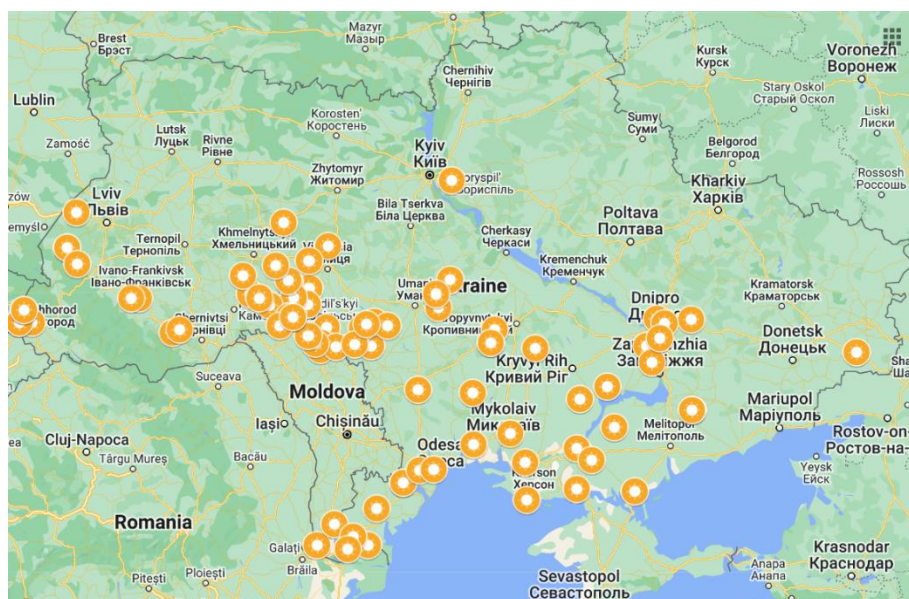 Brest
Брэст
Mazyr
Мазыр
Chernihiv
Чернігів
Kursk
Курск
Voronezh
Воронеж
Stary Oskol
Старый Оскол
Liski
Лиски
Lublin
Zamość
Lutsk
Луцьк
Rivne
Рівне
Korosten'
Коростень
Sumy
Суми
Belgorod
Белгород
Rossosh
Россошь
Kyiv
Київ
Zhytomyr
Житомир
Kharkiv
Харків
Lviv
Bila Tserkva
Біла Церква
Poltava
Полтава
Ternopil
Тернопіль
Cherkasy
Черкаси
Kremenchuk
Кременчук
Ivano-Frankivsk
Івано-Франківськ
Хмельницький
Dnipro
Kramatorsk
Краматорськ
Donetsk
Донецьк
Kryvyi Rih
Кривий Ріг
Suceava
Moldova
Chișinău
Iași
Mykolaiv
Melitopol
Мелітополь
Mariupol
Маріуполь
Rostov-on-
Ростов-на-
Yeysk
Ейск
Cluj-Napoca
Târgu Mureș
Bacău
Херсон
Romania
Galați
Brăila
Pitești
Ploiești
Sevastopol
Севастополь
Krasnodar
Краснодар
Anapa
Анапа